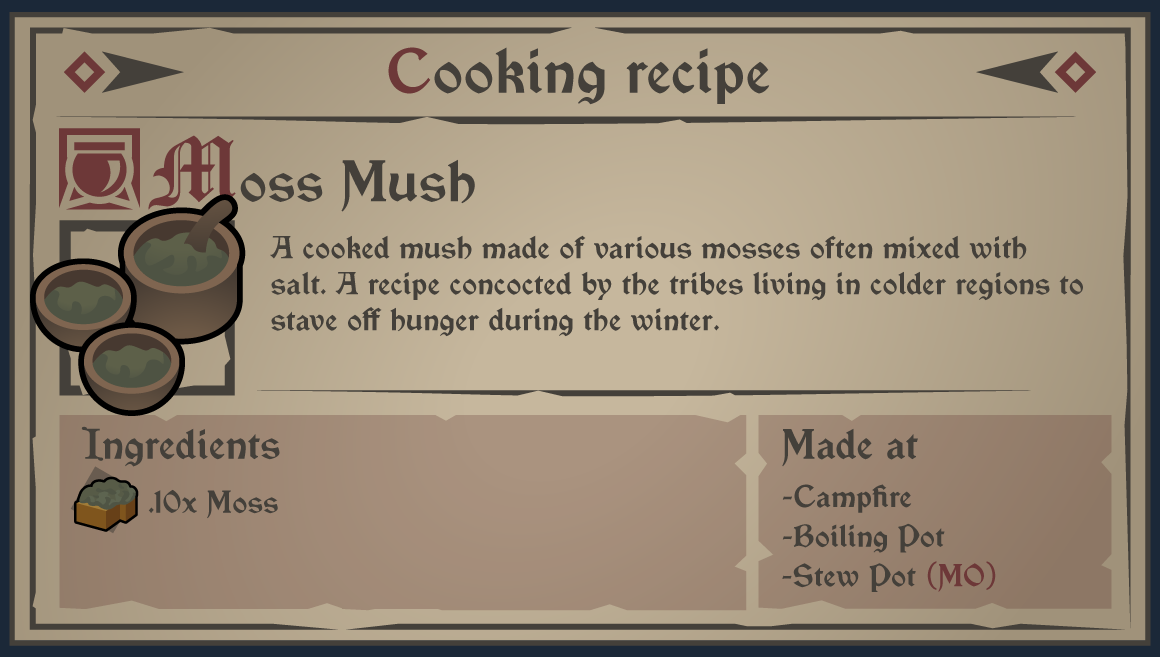 Cooking recipe
Moss Mush
A cooked mush made of various mosses often mixed with
salt. A recipe concocted by the tribes living in colder regions to
stave off hunger during the winter.
Ingredients
.10x Moss
Made at
-Campfire
-Boiling Pot
-Stew Pot (MO)